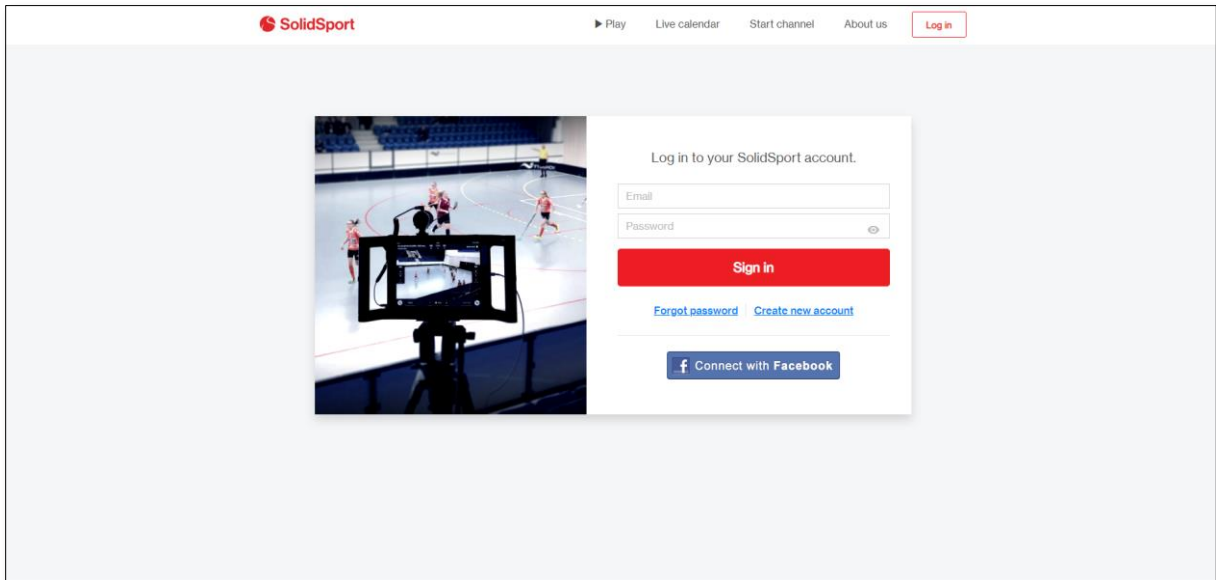 SolidSport
Play Live calendar Start channel About us Log in
Log in to your SolidSport account.
Email
Password
Sign in
Forgot password Create new account
f Connect with Facebook